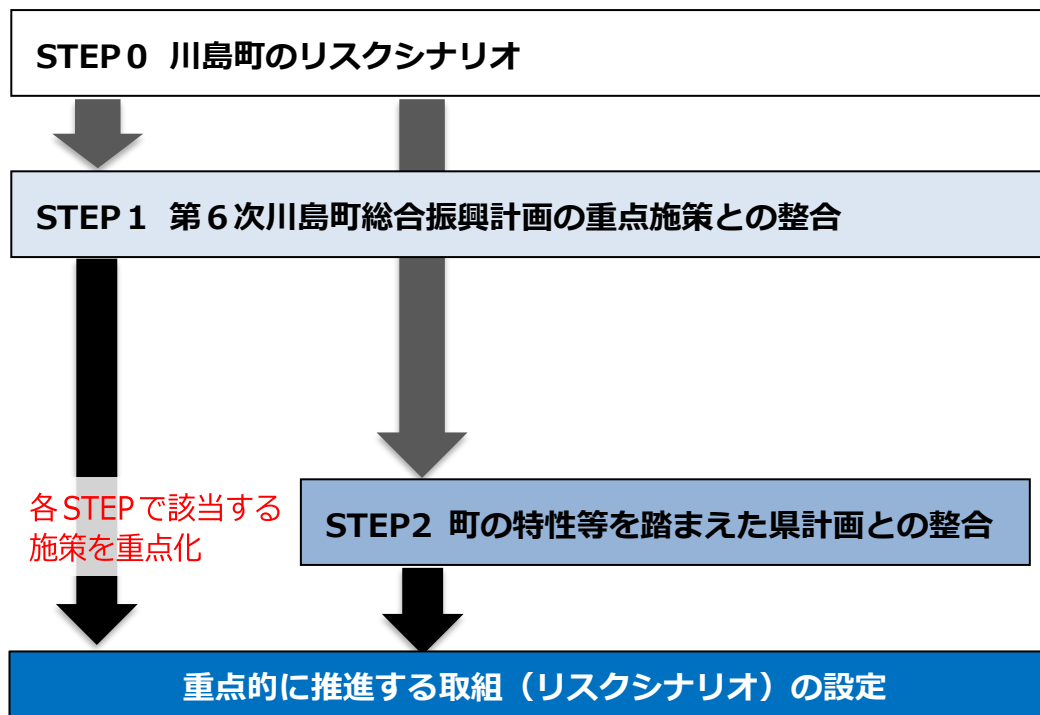 STEP０ 川島町のリスクシナリオ
STEP１ 第６次川島町総合振興計画の重点施策との整合
各STEPで該当する
施策を重点化
STEP2 町の特性等を踏まえた県計画との整合
重点的に推進する取組（リスクシナリオ）の設定